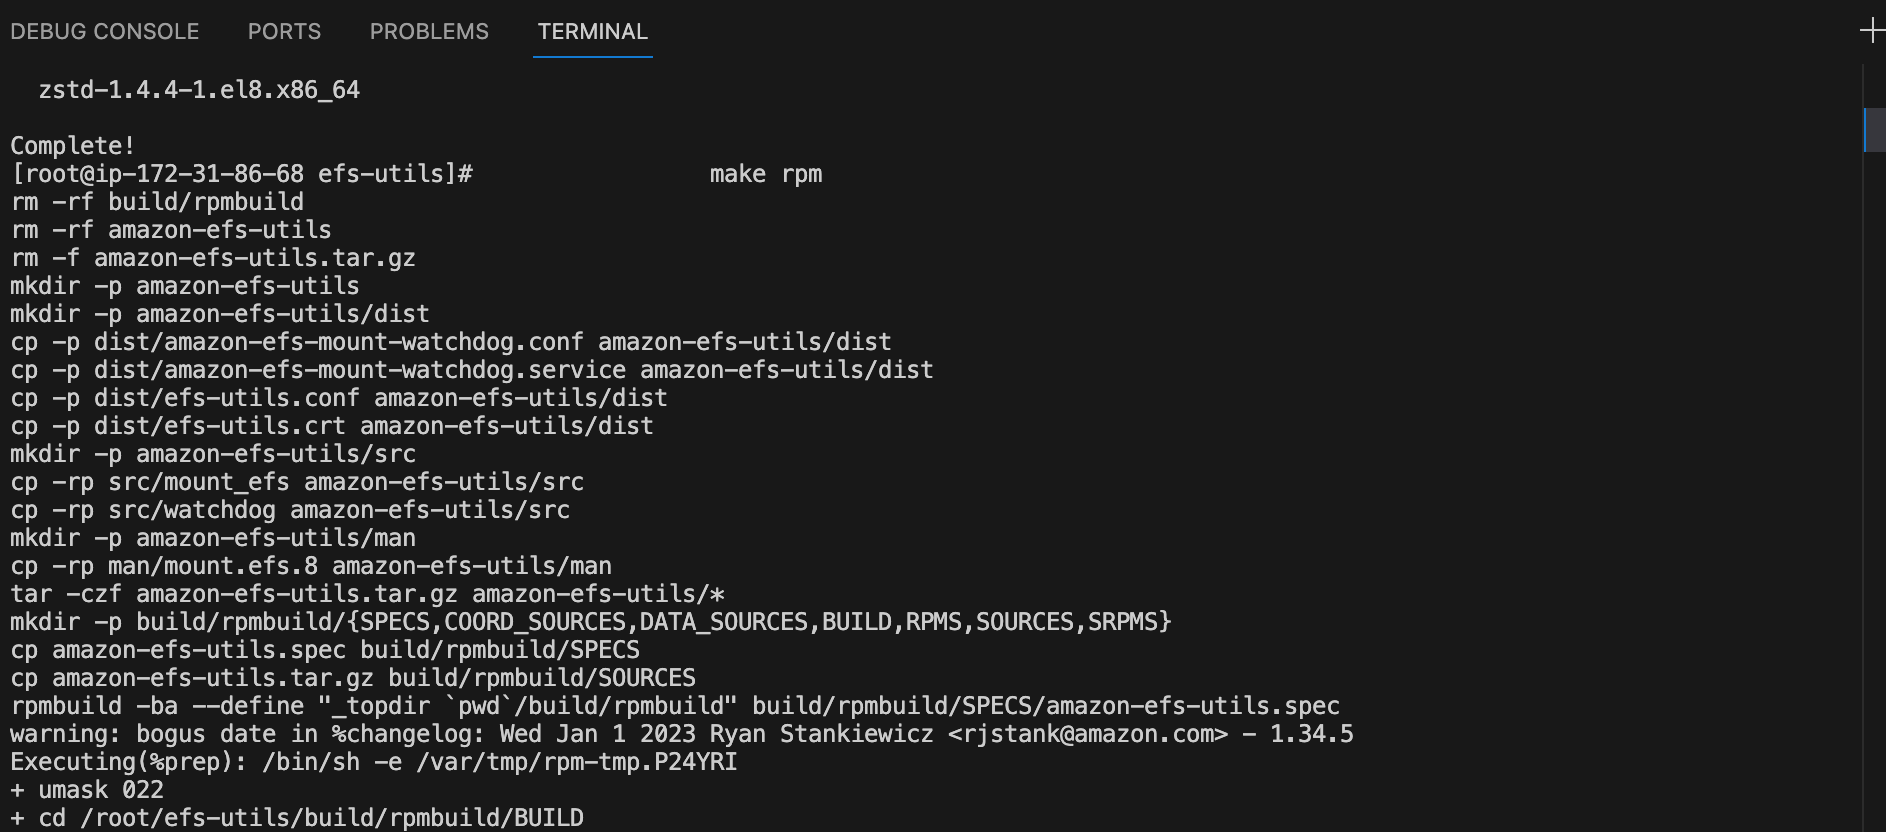 DEBUG CONSOLE PORTS PROBLEMS TERMINAL
zstd-1.4.4-1.el8.x86_64
Complete!
[root@ip-172-31-86-68 efs-utils]# make rpm
rm -rf build/rpmbuild
rm -rf amazon-efs-utils
rm -f amazon-efs-utils.tar.gz
mkdir -p amazon-efs-utils
mkdir -p amazon-efs-utils/dist
cp -p dist/amazon-efs-mount-watchdog.conf amazon-efs-utils/dist
cp -p dist/amazon-efs-mount-watchdog.service amazon-efs-utils/dist
cp -p dist/efs-utils.conf amazon-efs-utils/dist
cp -p dist/efs-utils.crt amazon-efs-utils/dist
mkdir -p amazon-efs-utils/src
cp -rp src/mount_efs amazon-efs-utils/src
cp -rp src/watchdog amazon-efs-utils/src
mkdir -p amazon-efs-utils/man
cp -rp man/mount.efs.8 amazon-efs-utils/man
tar -czf amazon-efs-utils.tar.gz amazon-efs-utils/*
mkdir -p build/rpmbuild/{SPECS,COORD_SOURCES,DATA_SOURCES,BUILD,RPMS,SOURCES,SRPMS}
cp amazon-efs-utils.spec build/rpmbuild/SPECS
cp amazon-efs-utils.tar.gz build/rpmbuild/SOURCES
rpmbuild -ba --define "_topdir `pwd`/build/rpmbuild" build/rpmbuild/SPECS/amazon-efs-utils.spec
warning: bogus date in %changelog: Wed Jan 1 2023 Ryan Stankiewicz <rjstank@amazon.com> - 1.34.5
Executing(%prep): /bin/sh -e /var/tmp/rpm-tmp.P24YRI
+ umask 022
+ cd /root/efs-utils/build/rpmbuild/BUILD